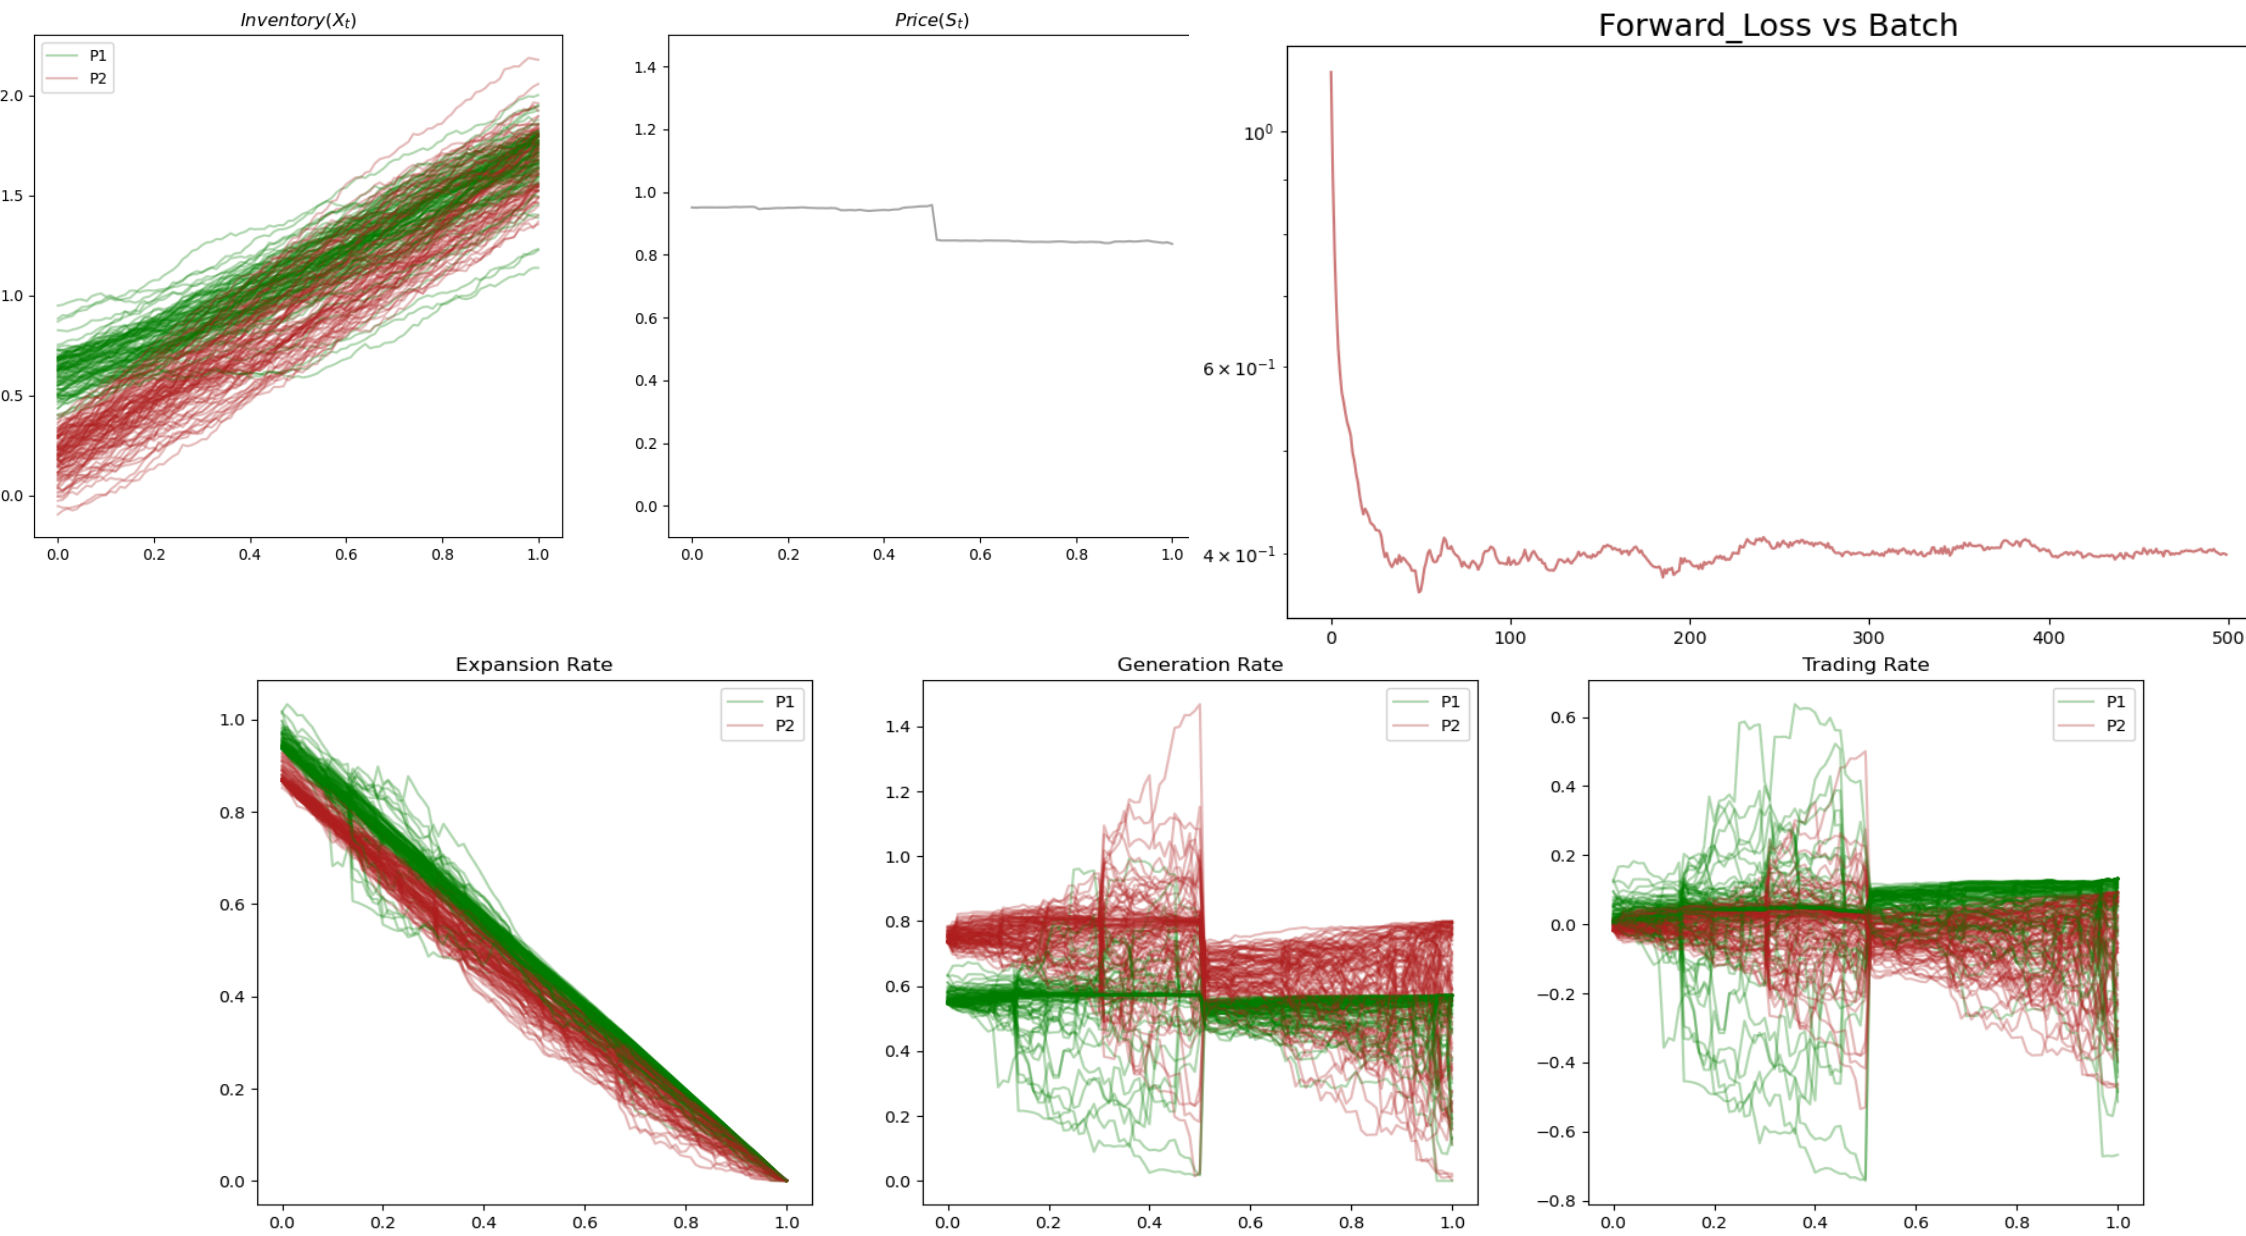 Inventory(Xₜ)
P1
P2
2.0
1.5
1.0
0.5
0.0
0.0 0.2 0.4 0.6 0.8 1.0
Price(Sₜ)
1.4
1.2
1.0
0.8
0.6
0.4
0.2
0.0
0.0 0.2 0.4 0.6 0.8 1.0
Forward_Loss vs Batch
10⁰
6 × 10⁻¹
4 × 10⁻¹
0 100 200 300 400 500
Expansion Rate
P1
P2
1.0
0.8
0.6
0.4
0.2
0.0
0.0 0.2 0.4 0.6 0.8 1.0
Generation Rate
P1
P2
1.4
1.2
1.0
0.8
0.6
0.4
0.2
0.0
0.0 0.2 0.4 0.6 0.8 1.0
Trading Rate
P1
P2
0.6
0.4
0.2
0.0
−0.2
−0.4
−0.6
−0.8
0.0 0.2 0.4 0.6 0.8 1.0